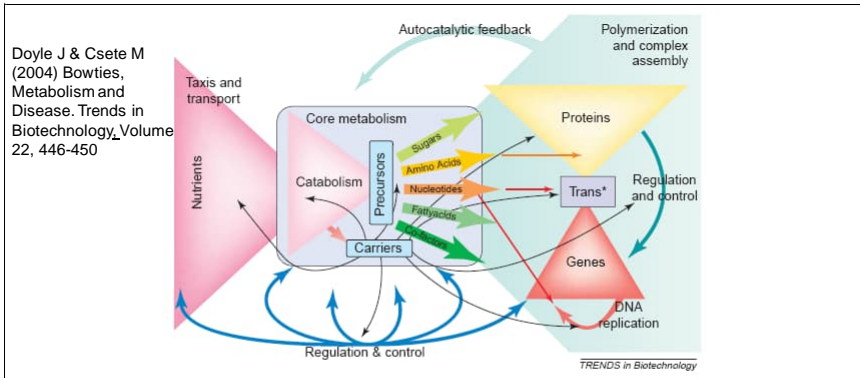 Doyle J & Csete M
(2004) Bowties,
Metabolism and
Disease. Trends in
Biotechnology, Volume
22, 446-450
Autocatalytic feedback
Polymerization
and complex
assembly
Taxis and
transport
Core metabolism
Sugars
Proteins
Amino Acids
Nutrients
Catabolism
Precursors
Nucleotides
Trans*
Regulation
and control
Fattyacids
Co-factors
Carriers
Genes
DNA
replication
Regulation & control
TRENDS in Biotechnology